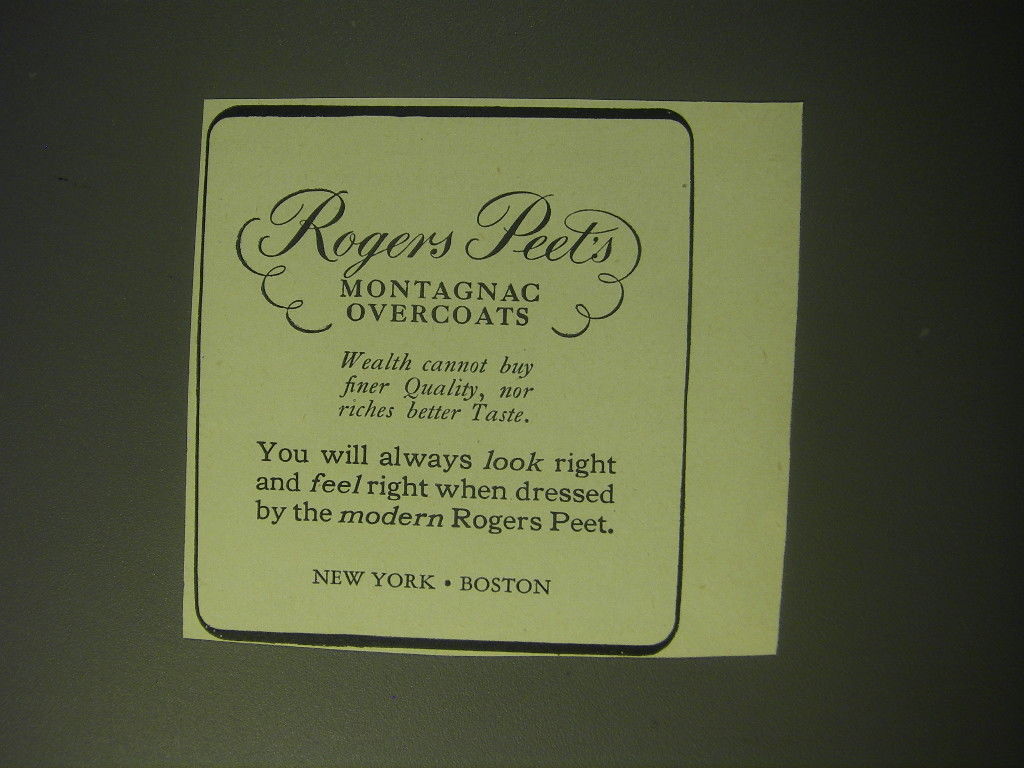 Rogers Peet's
MONTAGNAC
OVERCOATS
Wealth cannot buy
finer Quality, nor
riches better Taste.
You will always look right
and feel right when dressed
by the modern Rogers Peet.
NEW YORK • BOSTON